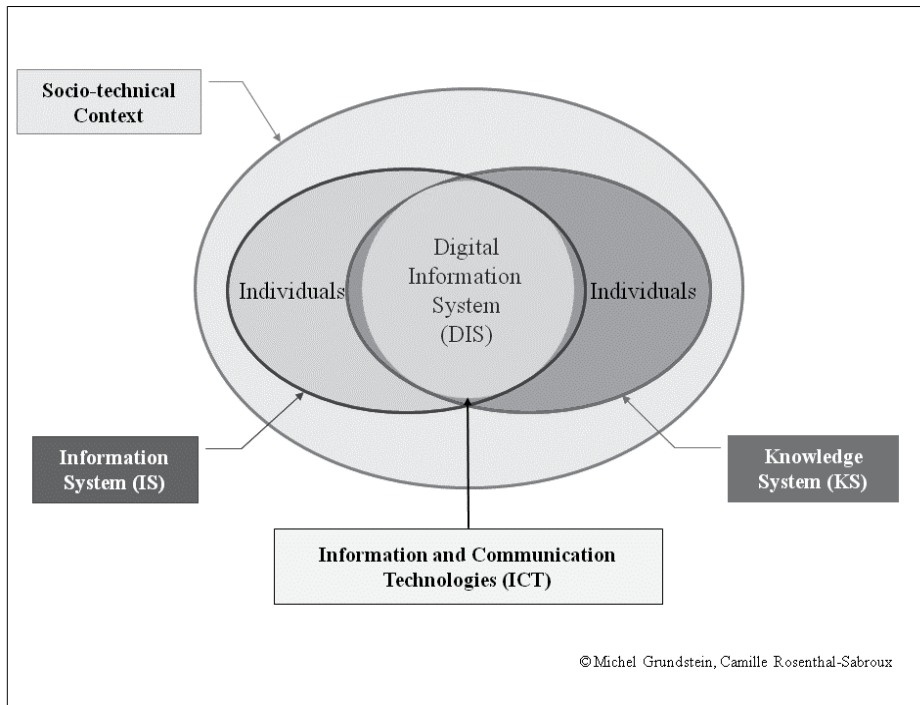 Socio-technical
Context
Individuals
Digital
Information
System
(DIS)
Individuals
Information
System (IS)
Knowledge
System (KS)
Information and Communication
Technologies (ICT)
© Michel Grundstein, Camille Rosenthal-Sabroux